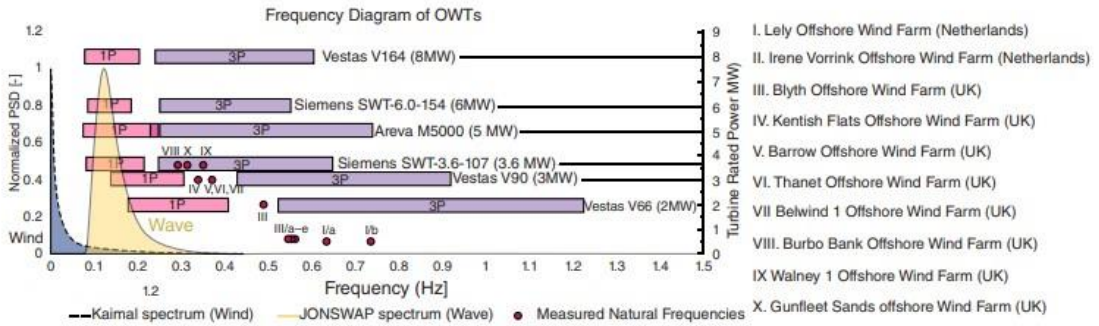 Frequency Diagram of OWTs
1.2
1
0.8
0.6
0.4
0.2
0
Normalized PSD [-]
Wind
Wave
1P 3P Vestas V164 (8MW)
1P 3P Siemens SWT-6.0-154 (6MW)
1P 3P Areva M5000 (5 MW)
VIII X IX
1P 3P Siemens SWT-3.6-107 (3.6 MW)
1P 3P Vestas V90 (3MW)
IV V,VI,VII
1P 3P Vestas V66 (2MW)
III
III/a–e I/a I/b
9
8
7
6
5
4
3
2
1
0
Turbine Rated Power MW)
0 0.1 0.2 0.3 0.4 0.5 0.6 0.7 0.8 0.9 1 1.1 1.2 1.3 1.4 1.5
1.2
Frequency (Hz)
Kaimal spectrum (Wind) JONSWAP spectrum (Wave) Measured Natural Frequencies
I. Lely Offshore Wind Farm (Netherlands)
II. Irene Vorrink Offshore Wind Farm (Netherlands)
III. Blyth Offshore Wind Farm (UK)
IV. Kentish Flats Offshore Wind Farm (UK)
V. Barrow Offshore Wind Farm (UK)
VI. Thanet Offshore Wind Farm (UK)
VII Belwind 1 Offshore Wind Farm (UK)
VIII. Burbo Bank Offshore Wind Farm (UK)
IX Walney 1 Offshore Wind Farm (UK)
X. Gunfleet Sands offshore Wind Farm (UK)